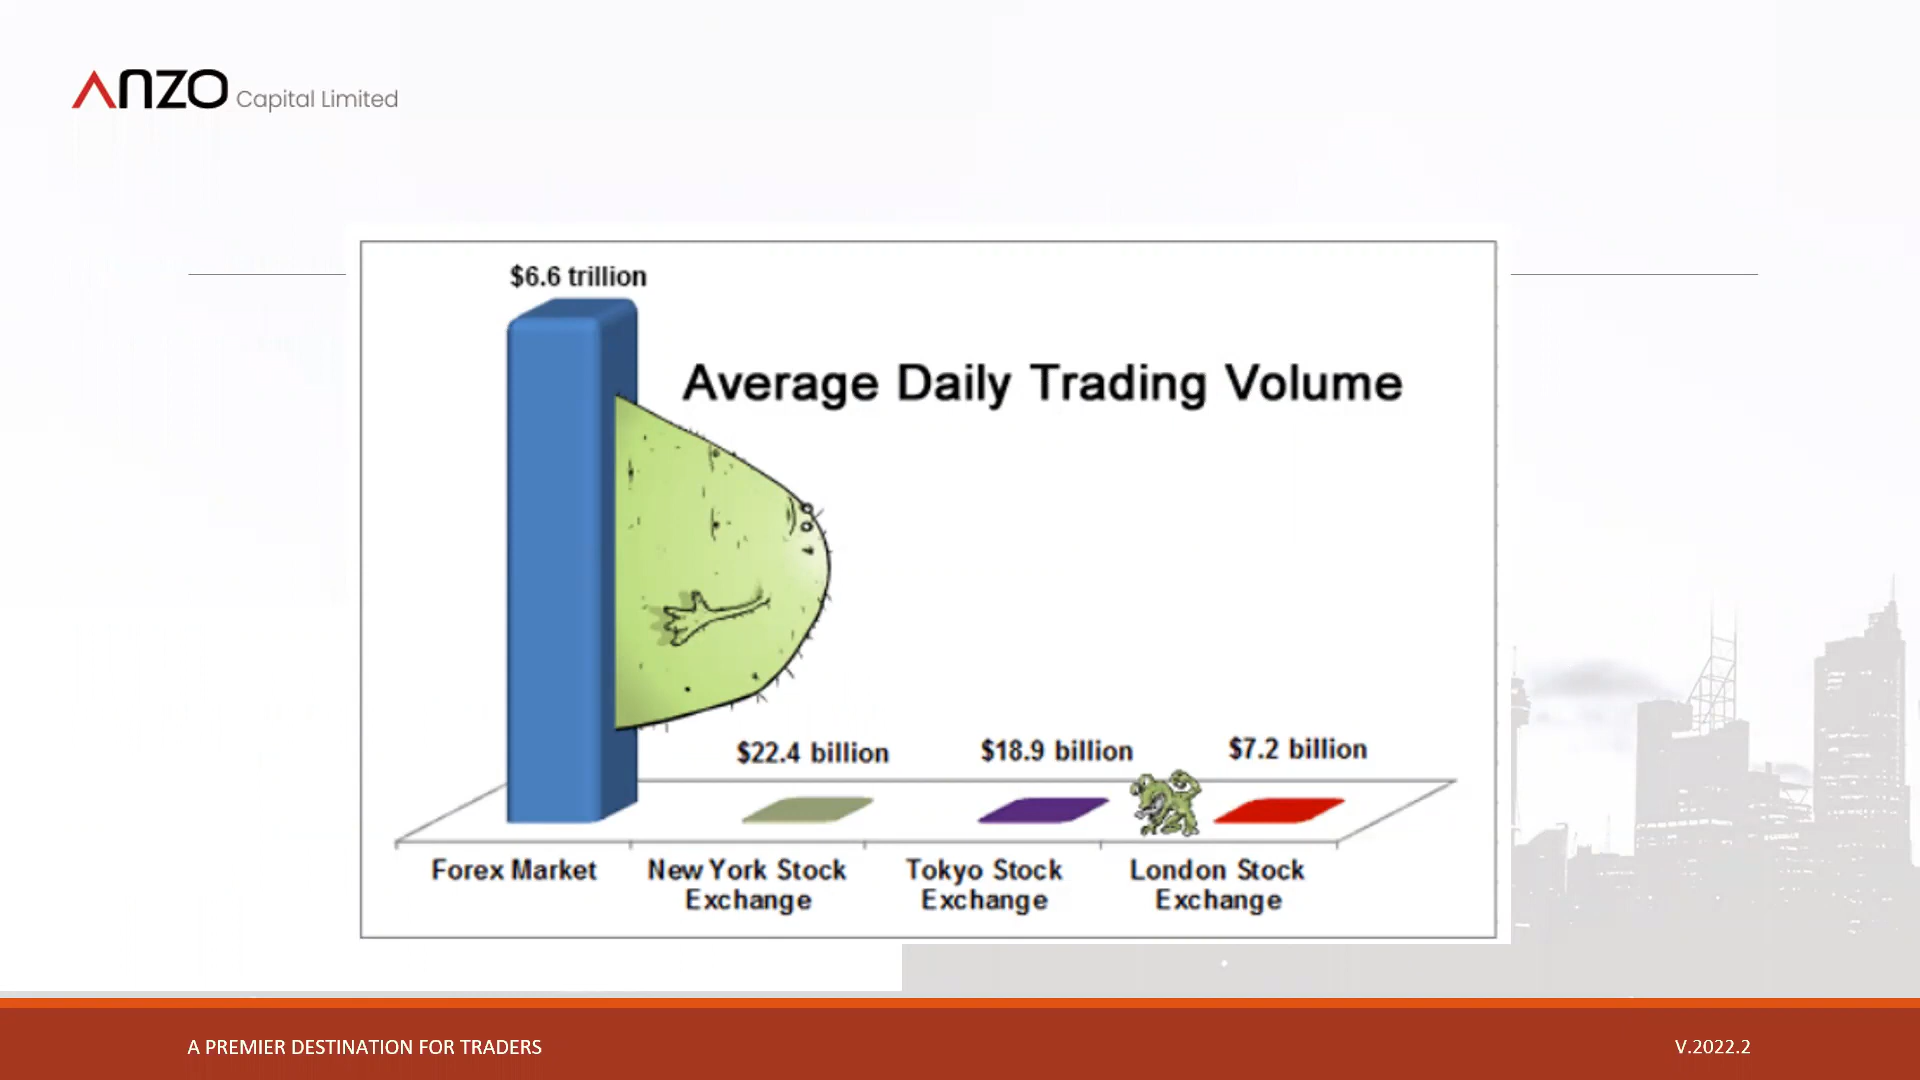 ANZO Capital Limited
$6.6 trillion
Average Daily Trading Volume
$22.4 billion
$18.9 billion
$7.2 billion
Forex Market
New York Stock
Exchange
Tokyo Stock
Exchange
London Stock
Exchange
A PREMIER DESTINATION FOR TRADERS
V.2022.2